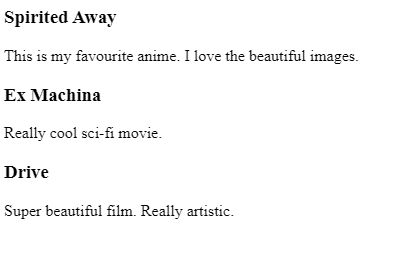 Spirited Away
This is my favourite anime. I love the beautiful images.
Ex Machina
Really cool sci-fi movie.
Drive
Super beautiful film. Really artistic.